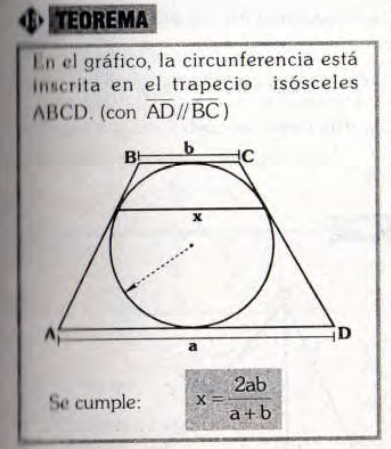 TEOREMA
En el gráfico, la circunferencia está
inscrita en el trapecio isósceles
ABCD. (con AD//BC)
B b C
x
A D
a
Se cumple: x = 2ab / a + b